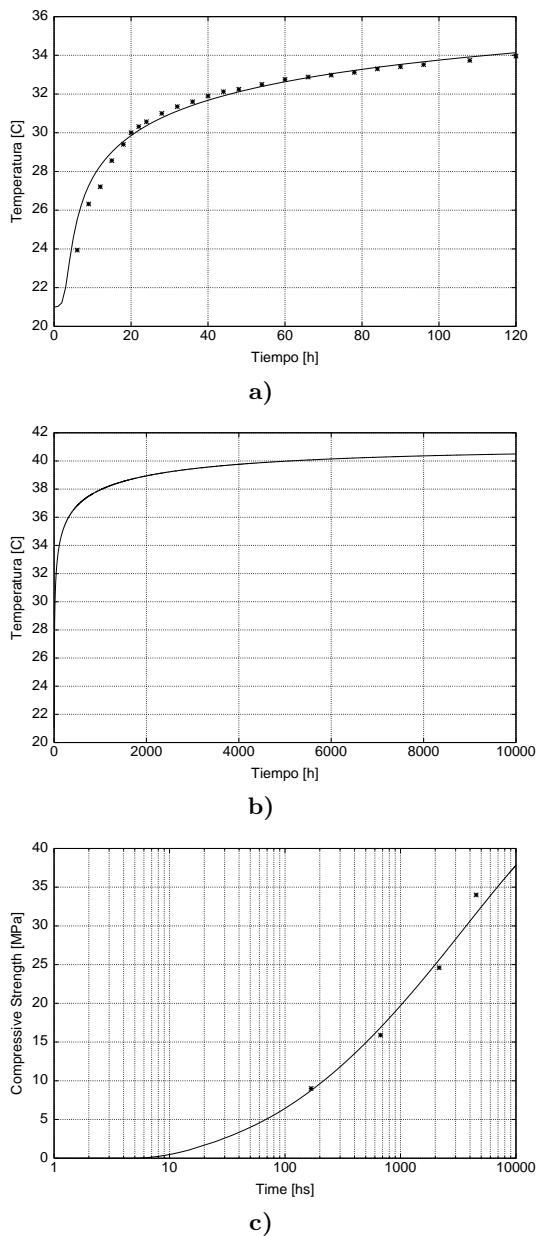 36
34
32
30
28
26
24
22
20
Temperatura [C]
0 20 40 60 80 100 120
Tiempo [h]
a)
42
40
38
36
34
32
30
28
26
24
22
20
Temperatura [C]
0 2000 4000 6000 8000 10000
Tiempo [h]
b)
40
35
30
25
20
15
10
5
0
Compressive Strength [MPa]
1 10 100 1000 10000
Time [hs]
c)